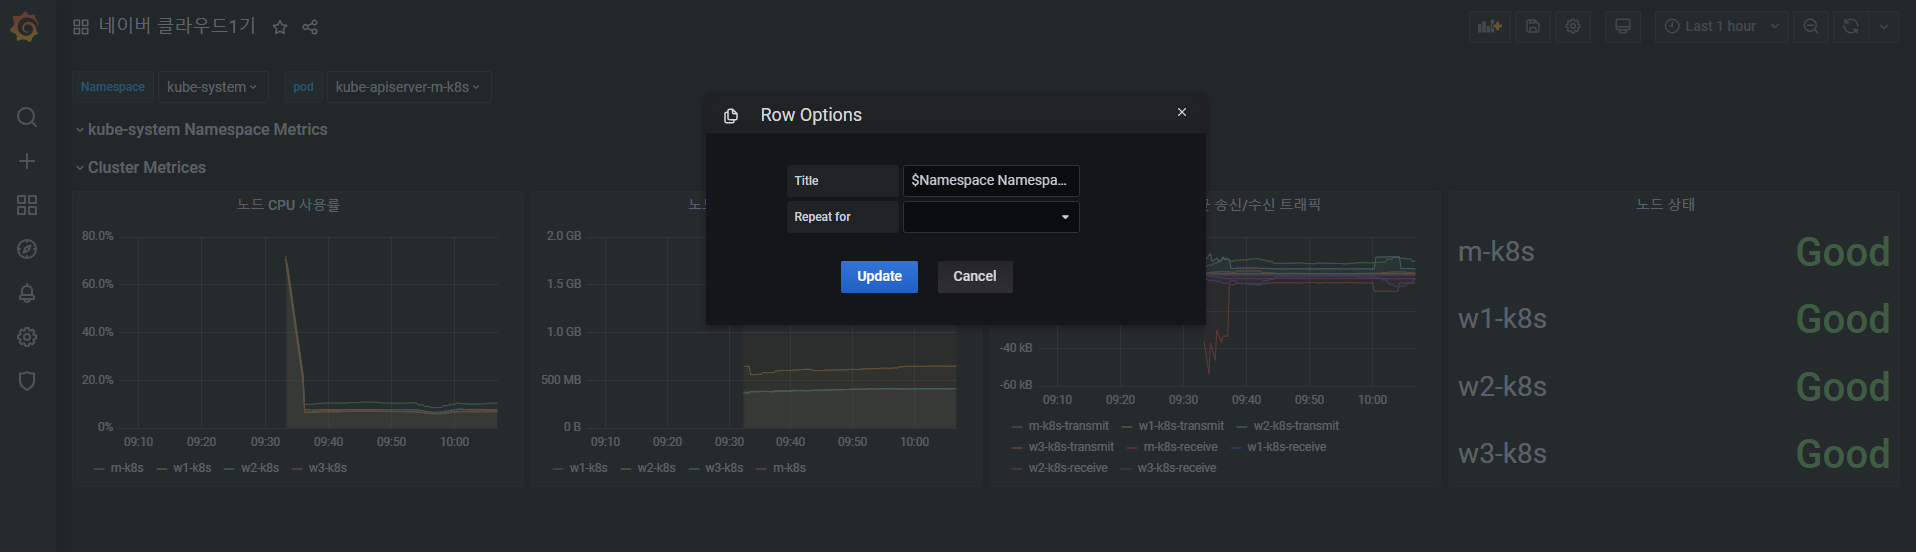 네이버 클라우드1기
Last 1 hour
Namespace kube-system pod kube-apiserver-m-k8s
kube-system Namespace Metrics
Cluster Metrices
Row Options
Title $Namespace Namespa...
Repeat for
Update Cancel
노드 CPU 사용률
80.0%
60.0%
40.0%
20.0%
0%
09:10 09:20 09:30 09:40 09:50 10:00
m-k8s w1-k8s w2-k8s w3-k8s
2.0 GB
1.5 GB
1.0 GB
500 MB
0 B
09:10 09:20 09:30 09:40 09:50 10:00
w1-k8s w2-k8s w3-k8s m-k8s
송신/수신 트래픽
-40 kB
-60 kB
09:10 09:20 09:30 09:40 09:50 10:00
m-k8s-transmit w1-k8s-transmit w2-k8s-transmit
w3-k8s-transmit m-k8s-receive w1-k8s-receive
w2-k8s-receive w3-k8s-receive
노드 상태
m-k8s Good
w1-k8s Good
w2-k8s Good
w3-k8s Good